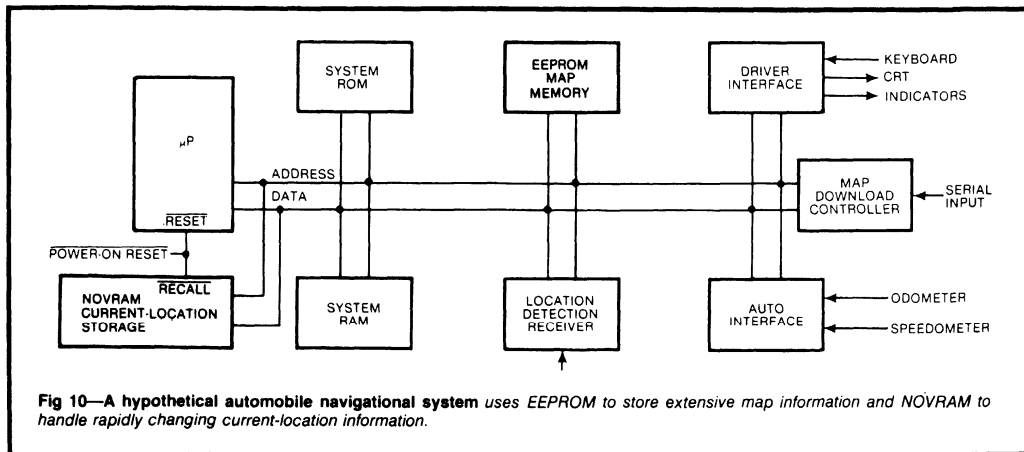 μP
RESET
POWER-ON RESET
RECALL
NOVRAM
CURRENT-LOCATION
STORAGE
SYSTEM
ROM
ADDRESS
DATA
SYSTEM
RAM
EEPROM
MAP
MEMORY
LOCATION
DETECTION
RECEIVER
DRIVER
INTERFACE
KEYBOARD
CRT
INDICATORS
MAP
DOWNLOAD
CONTROLLER
SERIAL
INPUT
AUTO
INTERFACE
ODOMETER
SPEEDOMETER
Fig 10—A hypothetical automobile navigational system uses EEPROM to store extensive map information and NOVRAM to
handle rapidly changing current-location information.